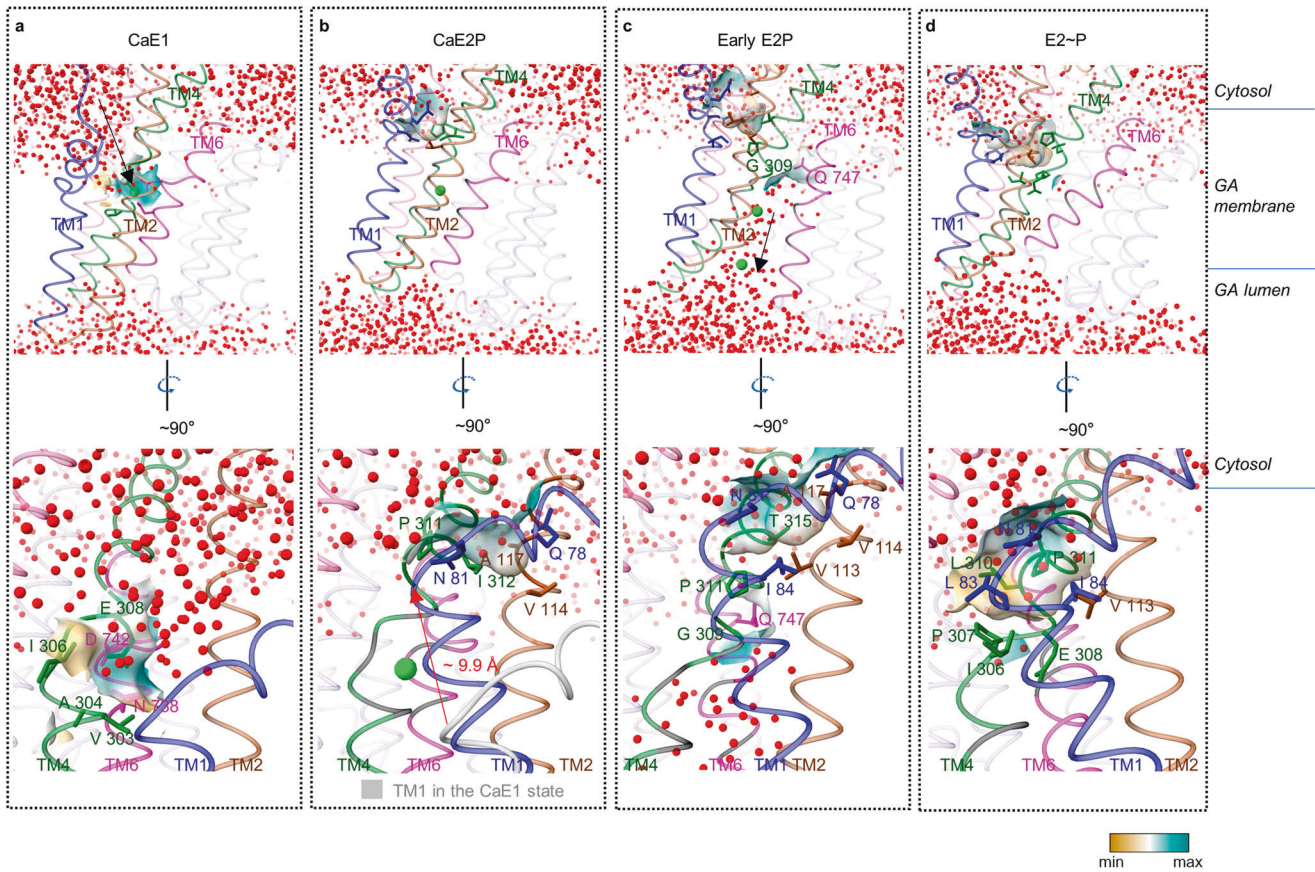 a
CaE1
TM4
TM6
TM1
TM2
~90°
E 308
I 306
D 742
A 304
N 738
V 303
TM4
TM6
TM1
TM2
b
CaE2P
TM4
TM6
TM1
TM2
~90°
P 311
A 117
Q 78
N 81
I 312
V 114
~ 9.9 Å
TM4
TM6
TM1
TM2
TM1 in the CaE1 state
c
Early E2P
TM4
TM6
G 309
Q 747
TM1
TM2
~90°
A 117
Q 78
T 315
V 114
V 113
P 311
I 84
Q 747
G 309
TM4
TM6
TM1
TM2
d
E2~P
TM4
TM6
TM1
TM2
~90°
N 81
L 310
P 311
L 83
I 84
V 113
P 307
I 306
E 308
TM4
TM6
TM1
TM2
Cytosol
GA
membrane
GA lumen
Cytosol
min
max